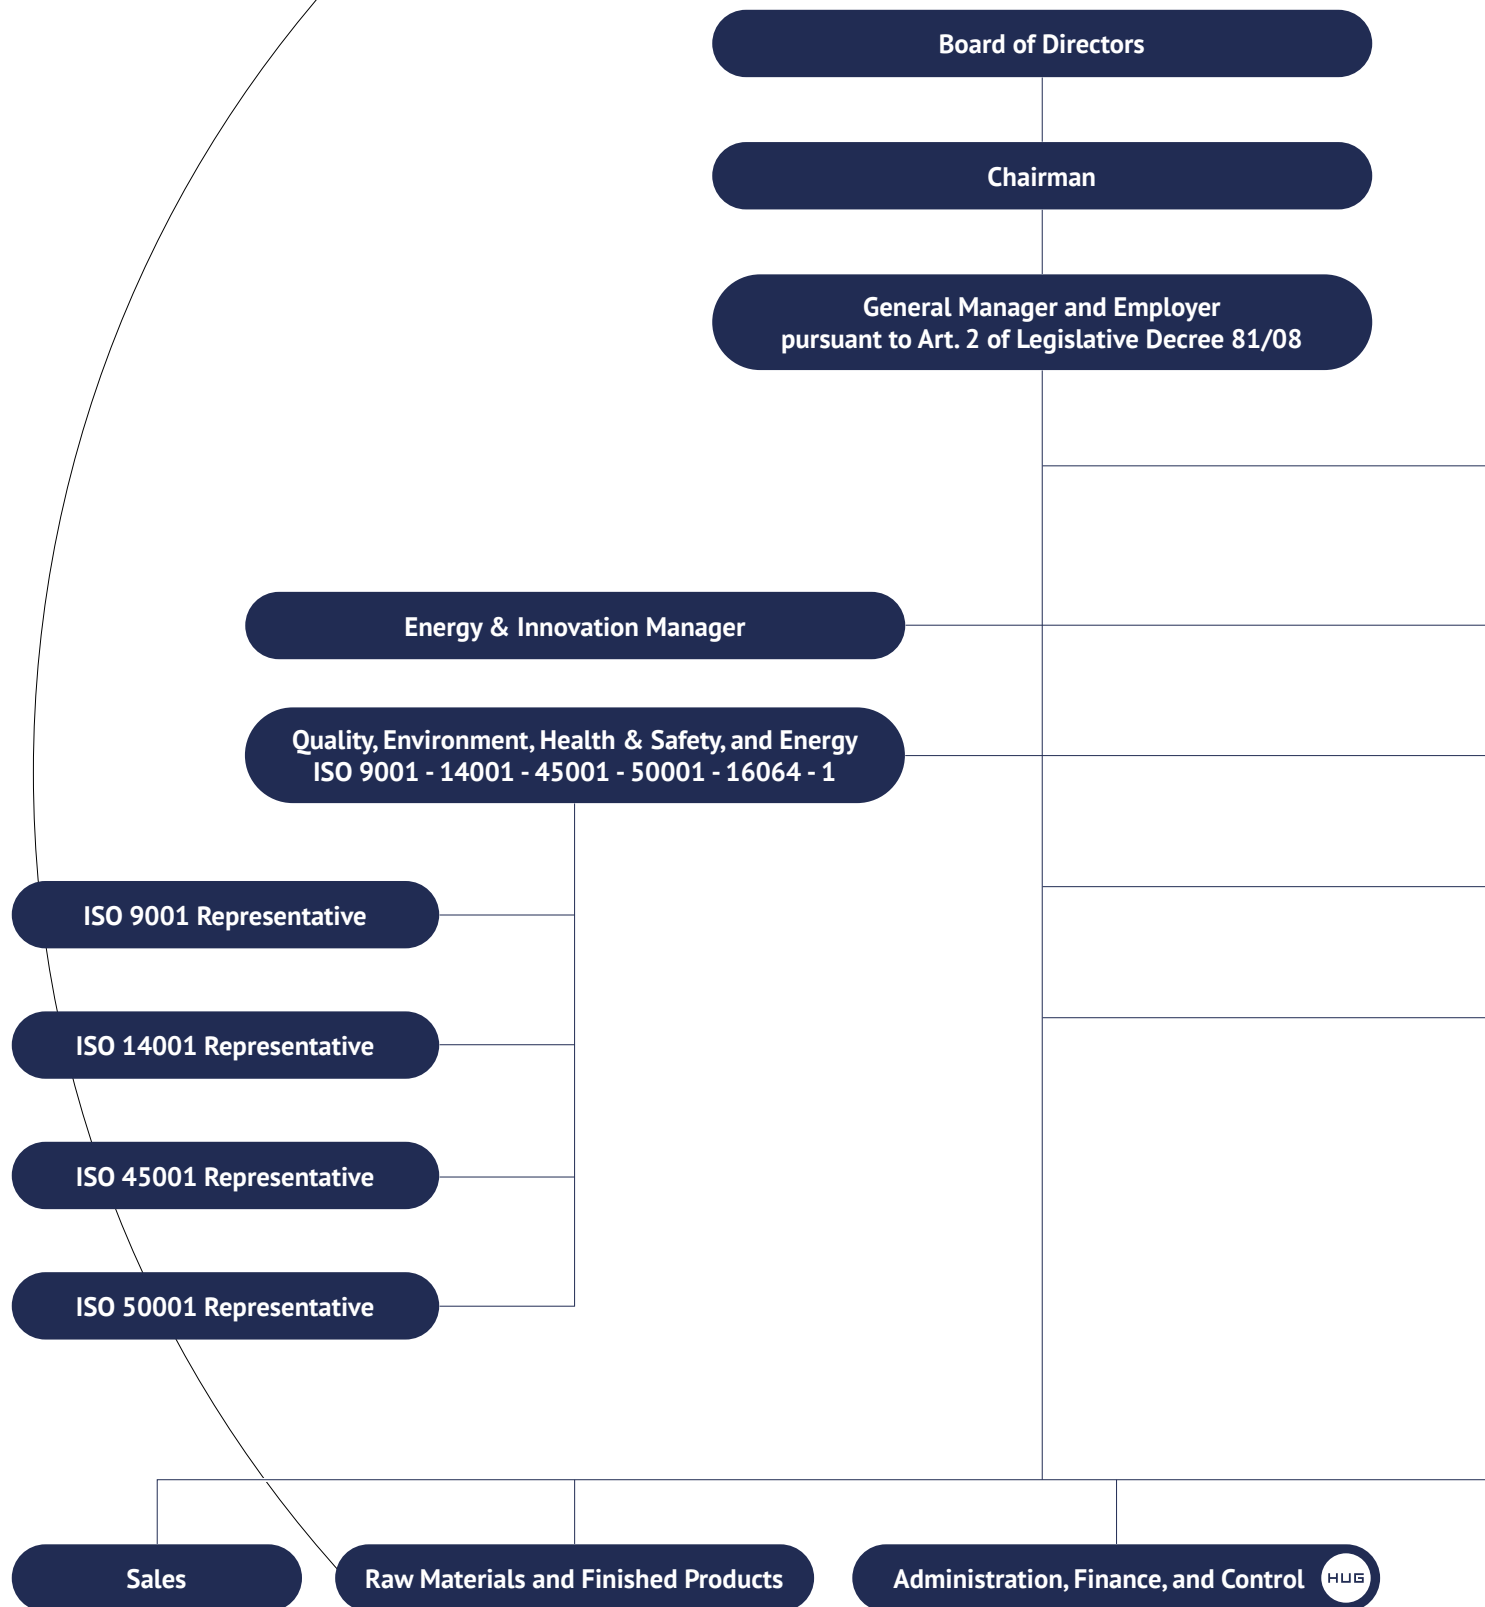 Board of Directors
Chairman
General Manager and Employer
pursuant to Art. 2 of Legislative Decree 81/08
Energy & Innovation Manager
Quality, Environment, Health & Safety, and Energy
ISO 9001 - 14001 - 45001 - 50001 - 16064 - 1
ISO 9001 Representative
ISO 14001 Representative
ISO 45001 Representative
ISO 50001 Representative
Sales
Raw Materials and Finished Products
Administration, Finance, and Control
HUG